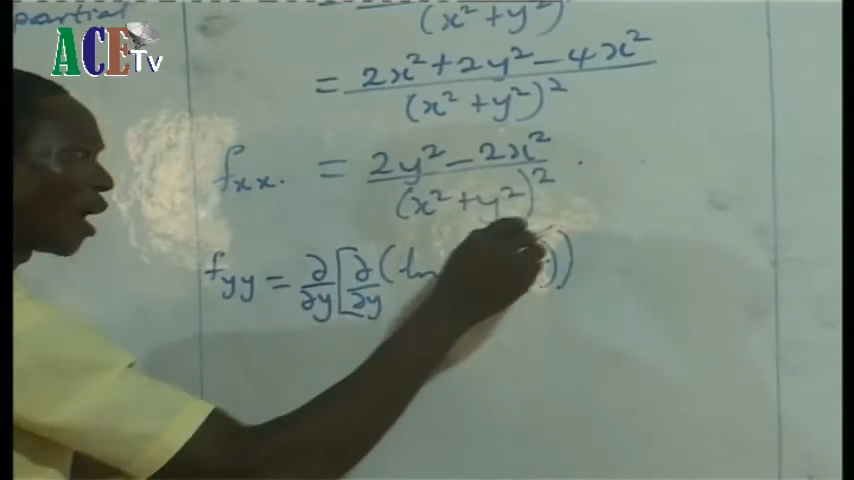 partial
ACE TV
(x² + y²)
= 2x² + 2y² - 4x² / (x² + y²)²
fxx. = 2y² - 2x² / (x² + y²)² .
fyy = ∂/∂y [ ∂/∂y ( ln ) )